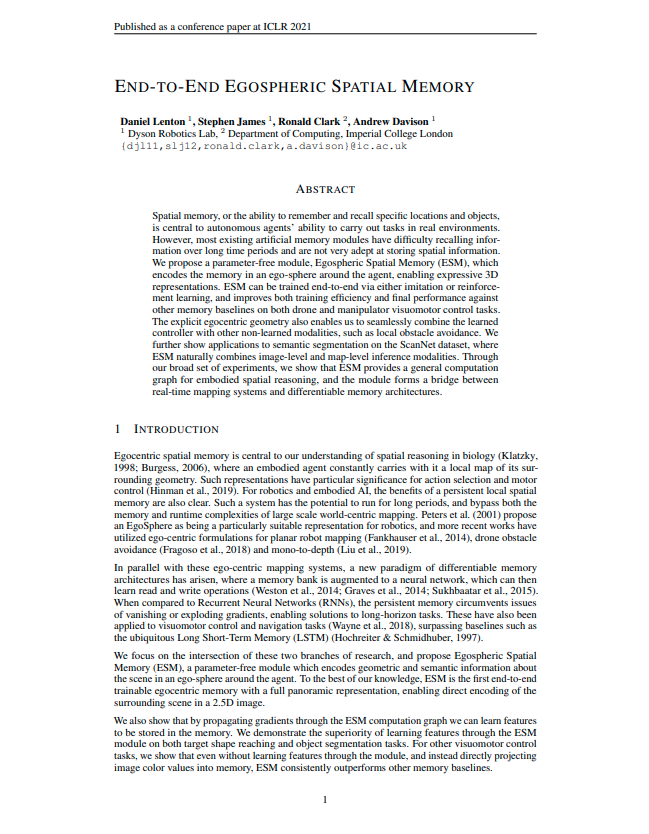 Published as a conference paper at ICLR 2021
END-TO-END EGOSPHERIC SPATIAL MEMORY
Daniel Lenton 1, Stephen James 1, Ronald Clark 2, Andrew Davison 1
1 Dyson Robotics Lab, 2 Department of Computing, Imperial College London
{djl11,slj12,ronald.clark,a.davison}@ic.ac.uk
ABSTRACT
Spatial memory, or the ability to remember and recall specific locations and objects,
is central to autonomous agents' ability to carry out tasks in real environments.
However, most existing artificial memory modules have difficulty recalling infor-
mation over long time periods and are not very adept at storing spatial information.
We propose a parameter-free module, Egospheric Spatial Memory (ESM), which
encodes the memory in an ego-sphere around the agent, enabling expressive 3D
representations. ESM can be trained end-to-end via either imitation or reinforce-
ment learning, and improves both training efficiency and final performance against
other memory baselines on both drone and manipulator visuomotor control tasks.
The explicit egocentric geometry also enables us to seamlessly combine the learned
controller with other non-learned modalities, such as local obstacle avoidance. We
further show applications to semantic segmentation on the ScanNet dataset, where
ESM naturally combines image-level and map-level inference modalities. Through
our broad set of experiments, we show that ESM provides a general computation
graph for embodied spatial reasoning, and the module forms a bridge between
real-time mapping systems and differentiable memory architectures.
1 INTRODUCTION
Egocentric spatial memory is central to our understanding of spatial reasoning in biology (Klatzky,
1998; Burgess, 2006), where an embodied agent constantly carries with it a local map of its sur-
rounding geometry. Such representations have particular significance for action selection and motor
control (Hinman et al., 2019). For robotics and embodied AI, the benefits of a persistent local spatial
memory are also clear. Such a system has the potential to run for long periods, and bypass both the
memory and runtime complexities of large scale world-centric mapping. Peters et al. (2001) propose
an EgoSphere as being a particularly suitable representation for robotics, and more recent works have
utilized ego-centric formulations for planar robot mapping (Fankhauser et al., 2014), drone obstacle
avoidance (Fragoso et al., 2018) and mono-to-depth (Liu et al., 2019).
In parallel with these ego-centric mapping systems, a new paradigm of differentiable memory
architectures has arisen, where a memory bank is augmented to a neural network, which can then
learn read and write operations (Weston et al., 2014; Graves et al., 2014; Sukhbaatar et al., 2015).
When compared to Recurrent Neural Networks (RNNs), the persistent memory circumvents issues
of vanishing or exploding gradients, enabling solutions to long-horizon tasks. These have also been
applied to visuomotor control and navigation tasks (Wayne et al., 2018), surpassing baselines such as
the ubiquitous Long Short-Term Memory (LSTM) (Hochreiter & Schmidhuber, 1997).
We focus on the intersection of these two branches of research, and propose Egospheric Spatial
Memory (ESM), a parameter-free module which encodes geometric and semantic information about
the scene in an ego-sphere around the agent. To the best of our knowledge, ESM is the first end-to-end
trainable egocentric memory with a full panoramic representation, enabling direct encoding of the
surrounding scene in a 2.5D image.
We also show that by propagating gradients through the ESM computation graph we can learn features
to be stored in the memory. We demonstrate the superiority of learning features through the ESM
module on both target shape reaching and object segmentation tasks. For other visuomotor control
tasks, we show that even without learning features through the module, and instead directly projecting
image color values into memory, ESM consistently outperforms other memory baselines.
1